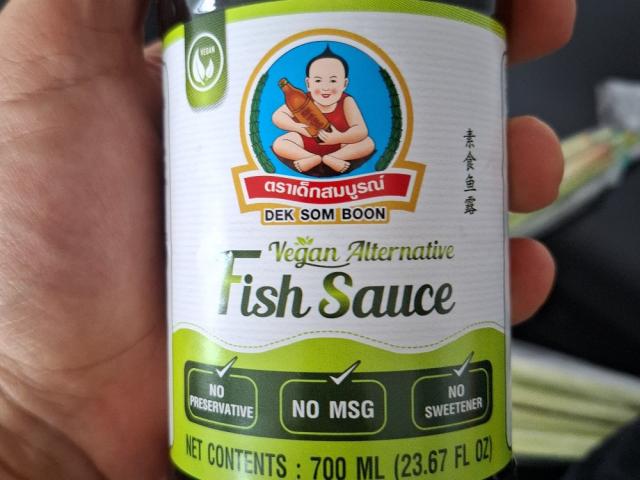 VEGAN
ตราเด็กสมบูรณ์
DEK SOM BOON
素食鱼露
Vegan Alternative
Fish Sauce
NO PRESERVATIVE
NO MSG
NO SWEETENER
NET CONTENTS : 700 ML (23.67 FL OZ)